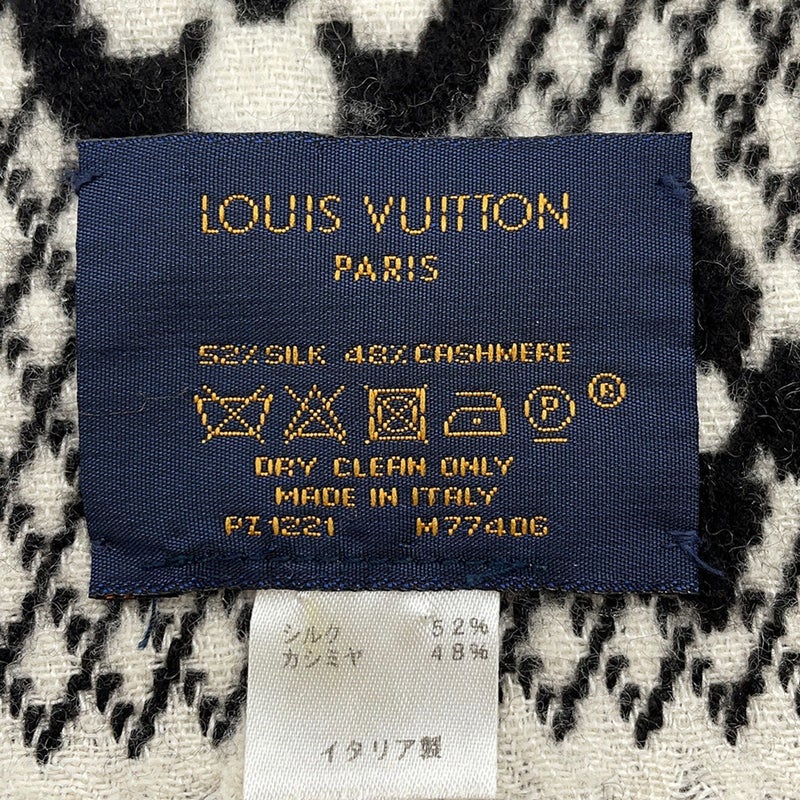 LOUIS VUITTON
PARIS
52% SILK 48% CASHMERE
P ®
DRY CLEAN ONLY
MADE IN ITALY
PZ1221 M77406
シルク 52%
カシミヤ 48%
イタリア製